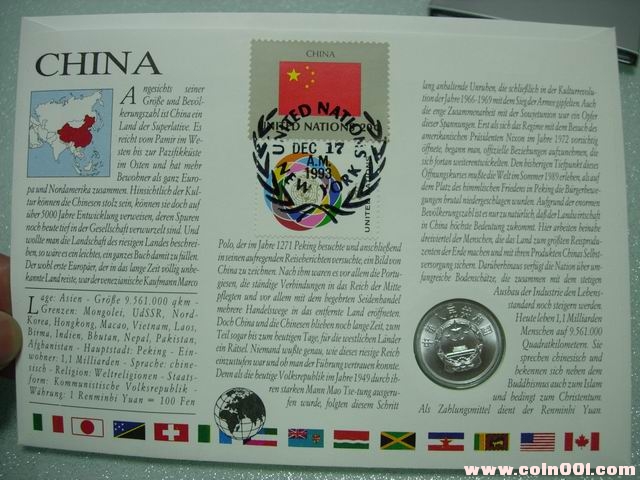 CHINA
Angesichts seiner
Größe und Bevöl-
kerungszahl ist China ein
Land der Superlative. Es
reicht vom Pamir im We-
sten bis zur Pazifikküste
im Osten und hat mehr
Bewohner als ganz Euro-
pa und Nordamerika zusammen. Hinsichtlich der Kul-
tur können die Chinesen stolz sein, können sie doch auf
über 5000 Jahre Entwicklung verweisen, deren Spuren
noch heute tief in der Gesellschaft verwurzelt sind. Und
wollte man die Landschaft des riesigen Landes beschrei-
ben, so wäre es leichter, ein ganzes Buch damit zu füllen.
Der wohl erste Europäer, der in das lange Zeit völlig unbe-
kannte Land reiste, war der venezianische Kaufmann Marco
Lage: Asien - Größe 9.561.000 qkm -
Grenzen: Mongolei, UdSSR, Nord-
Korea, Hongkong, Macao, Vietnam, Laos,
Birma, Indien, Bhutan, Nepal, Pakistan,
Afghanistan - Hauptstadt: Peking - Ein-
wohner: 1,1 Milliarden - Sprache: chine-
sisch - Religion: Weltreligionen - Staats-
form: Kommunistische Volksrepublik -
Währung: 1 Renminhi Yuan = 100 Fen
CHINA
UNITED NATIONS 29¢
UNITED NATIONS
DEC 17
A.M.
1993
NEW YORK
UNITED NATIONS
Polo, der im Jahre 1271 Peking besuchte und anschließend
in seinen aufregenden Reiseberichten versuchte, ein Bild von
China zu zeichnen. Nach ihm waren es vor allem die Portu-
giesen, die ständige Verbindung in das Reich der Mitte
pflegten und vor allem mit den begehrten Seidenhandel
mehrere Handelswege in das entfernte Land eröffneten.
Doch China und die Chinesen blieben noch lange Zeit, zum
Teil sogar bis zum heutigen Tage, für die westlichen Länder
ein Rätsel. Niemand wußte genau, wie dieses riesige Reich
einzustufen war und ob man der Führung vertrauen konnte.
Denn als die heutige Volksrepublik im Jahre 1949 durch ih-
ren starken Mann Mao Tse-tung ausgeru-
fen wurde, folgten diesem Schritt
lang anhaltende Unruhen, die schließlich in der Kulturrevolu-
tion der Jahre 1966-1969 mit dem Sieg der Armee gipfelten. Auch
die enge Zusammenarbeit mit der Sowjetunion war ein Opfer
dieser Spannungen. Erst als sich das Regime mit dem Besuch des
amerikanischen Präsidenten Nixon im Jahre 1972 vorsichtig
öffnete, begann man, offizielle Beziehungen aufzunehmen, die
sich fortan weiterentwickelten. Den bisherigen Tiefpunkt dieses
Öffnungskurses mußte die Welt im Sommer 1989 erleben, als auf
dem Platz des himmlischen Friedens in Peking die Bürgerbewe-
gungen brutal niedergeschlagen wurden. Aufgrund der enormen
Bevölkerungszahl ist es nur zu natürlich, daß der Landwirtschaft
in China höchste Bedeutung zukommt. Hier arbeiten beinahe
dreiviertel der Menschen, die das Land zum größten Reisprodu-
zenten der Erde machen und mit ihren Produkten China Selbst-
versorgung sichern. Darüberhinaus verfügt die Nation über um-
fangreiche Bodenschätze, die zusammen mit dem stetigen
Ausbau der Industrie den Lebens-
standard noch steigern werden.
Heute leben 1,1 Milliarden
Menschen auf 9.561.000
Quadratkilometern. Sie
sprechen chinesisch und
bekennen sich neben dem
Buddhismus auch zum Islam
und bedingt zum Christentum.
Als Zahlungsmittel dient der Renminhi Yuan.
中华人民共和国
www.coin001.com